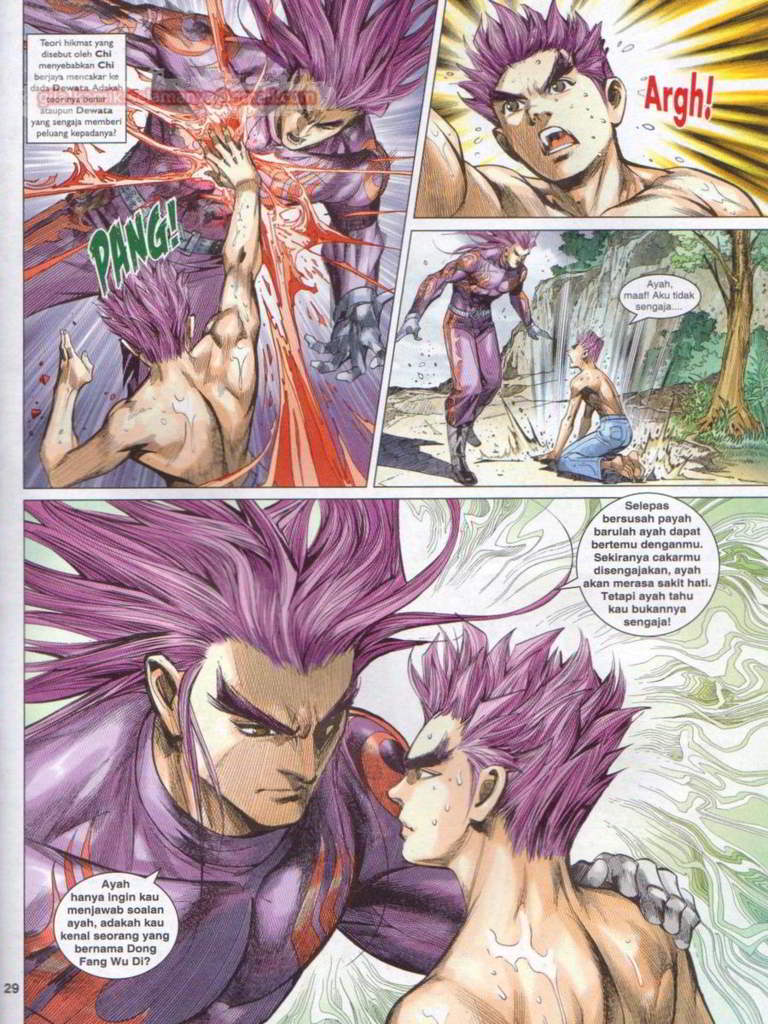 Teori hikmat yang
disebut oleh Chi
menyebabkan Chi
berjaya mencakar ke
dada Dewata. Adakah
teorinya benar
ataupun Dewata
yang sengaja memberi
peluang kepadanya?
PANG!
Argh!
Ayah,
maaf! Aku tidak
sengaja....
Selepas
bersusah payah
barulah ayah dapat
bertemu denganmu.
Sekiranya cakarmu
disengajakan, ayah
akan merasa sakit hati.
Tetapi ayah tahu
kau bukannya
sengaja!
Ayah
hanya ingin kau
menjawab soalan
ayah, adakah kau
kenal seorang yang
bernama Dong
Fang Wu Di?
29